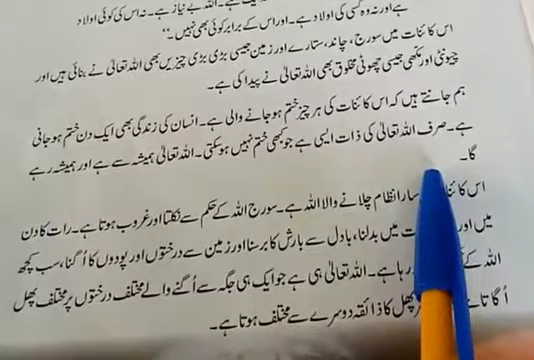 ہے اور نہ وہ کسی کی اولاد ہے۔ اور اس کے برابر کوئی بھی نہیں۔''
اس کائنات میں سورج، چاند، ستارے اور زمین جیسی بڑی بڑی چیزیں بھی اللہ تعالیٰ نے بنائی ہیں اور
چیونٹی اور مکھی جیسی چھوٹی مخلوق بھی اللہ تعالیٰ نے پیدا کی ہے۔
ہم جانتے ہیں کہ اس کائنات کی ہر چیز ختم ہو جانے والی ہے۔ انسان کی زندگی بھی ایک دن ختم ہو جانی
ہے۔ صرف اللہ تعالیٰ کی ذات ایسی ہے جو کبھی ختم نہیں ہو سکتی۔ اللہ تعالیٰ ہمیشہ سے ہے اور ہمیشہ رہے
گا۔
اس سارا نظام چلانے والا اللہ ہے۔ سورج اللہ کے حکم سے نکلتا اور غروب ہوتا ہے۔ رات کا دن
میں اور میں بدلنا، بادل سے بارش کا برسنا اور زمین سے درختوں اور پودوں کا اُگنا، سب کچھ
اللہ کے رہا ہے۔ اللہ تعالیٰ ہی ہے جو ایک ہی جگہ سے اُگنے والے مختلف درختوں پر مختلف پھل
اُگاتا پھل کا ذائقہ دوسرے سے مختلف ہوتا ہے۔